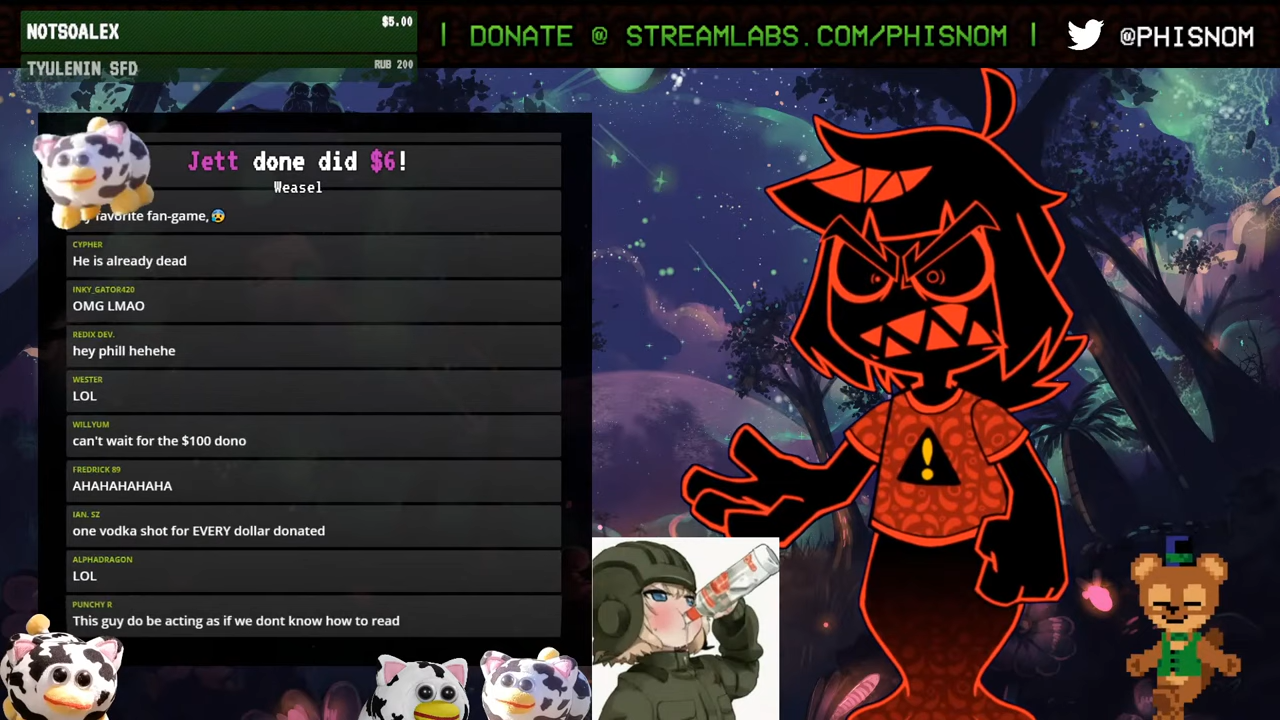 NOTSOALEX $5.00
TYULENIN SFD RUB 200
| DONATE @ STREAMLABS.COM/PHISNOM | @PHISNOM
Jett done did $6!
Weasel
favorite fan-game, 😰
CYPHER
He is already dead
INKY_GATOR420
OMG LMAO
REDIX DEV.
hey phill hehehe
WESTER
LOL
WILLYUM
can't wait for the $100 dono
FREDRICK 89
AHAHAHAHAHA
IAN. SZ
one vodka shot for EVERY dollar donated
ALPHADRAGON
LOL
PUNCHY R
This guy do be acting as if we dont know how to read
!